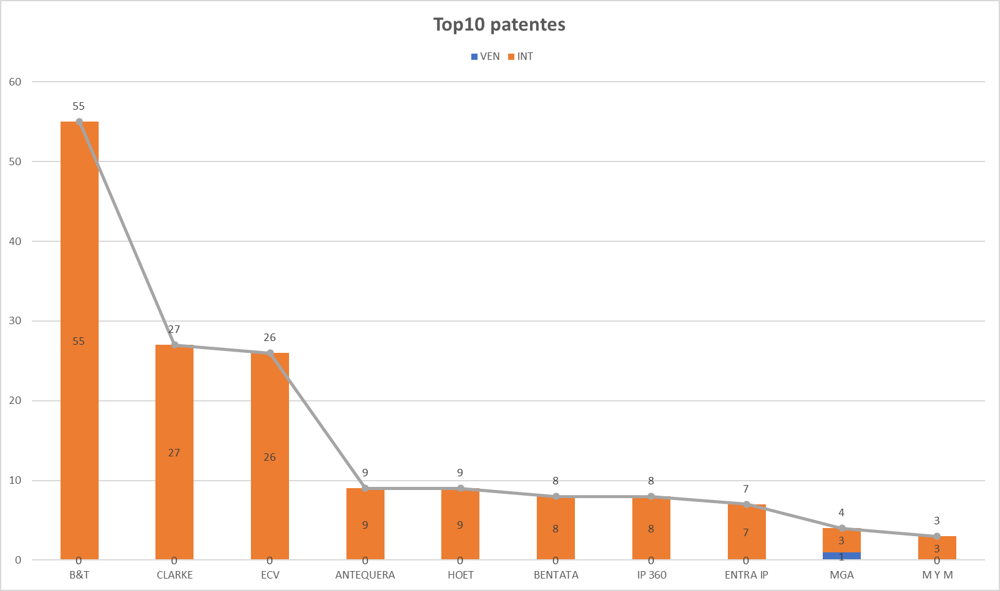 Top10 patentes
VEN INT
60
50
40
30
20
10
0
55 27 26 9 9 8 8 7 4 3
55 27 26 9 9 8 8 7 3 3
0 0 0 0 0 0 0 0 1 0
B&T CLARKE ECV ANTEQUERA HOET BENTATA IP 360 ENTRA IP MGA M Y M